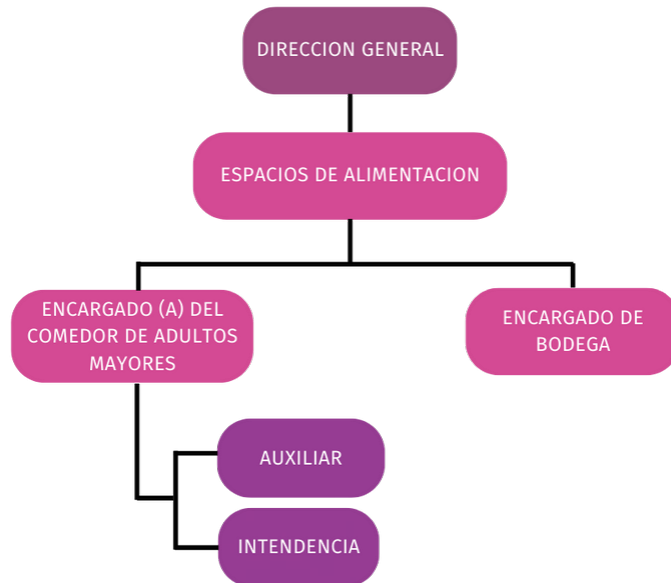 DIRECCION GENERAL
ESPACIOS DE ALIMENTACION
ENCARGADO (A) DEL
COMEDOR DE ADULTOS
MAYORES
ENCARGADO DE
BODEGA
AUXILIAR
INTENDENCIA